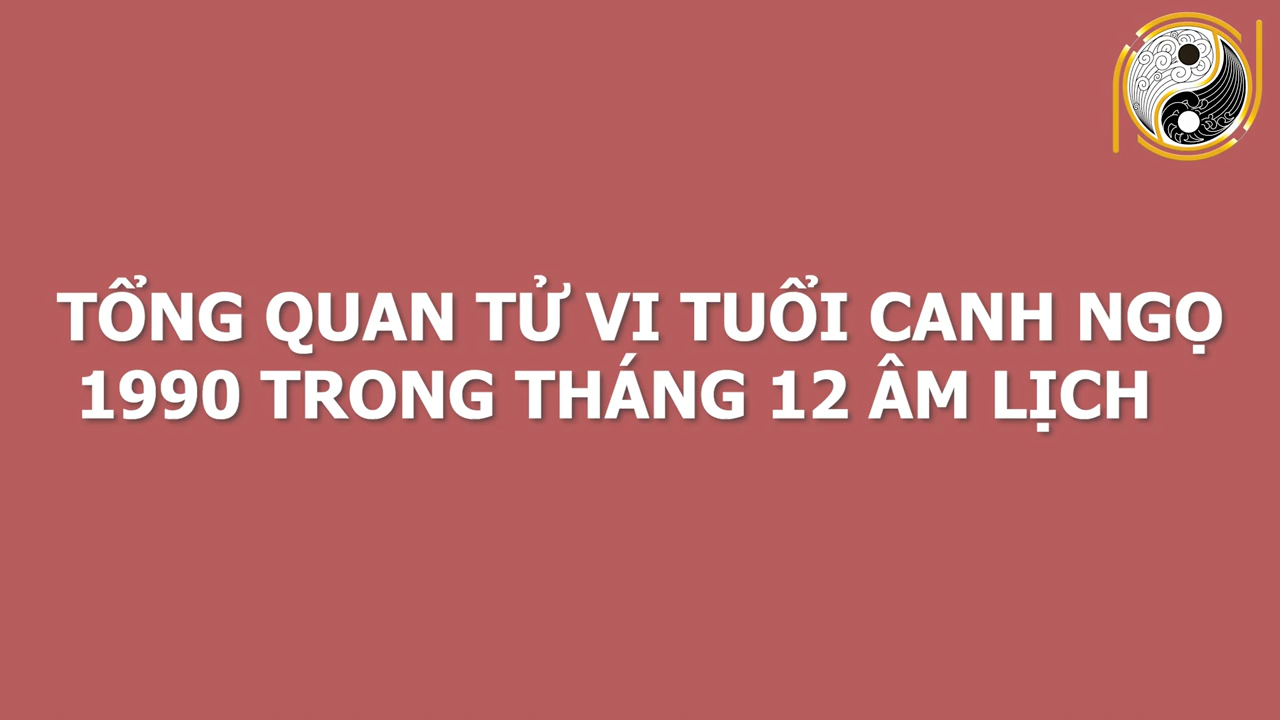 TỔNG QUAN TỬ VI TUỔI CANH NGỌ
1990 TRONG THÁNG 12 ÂM LỊCH